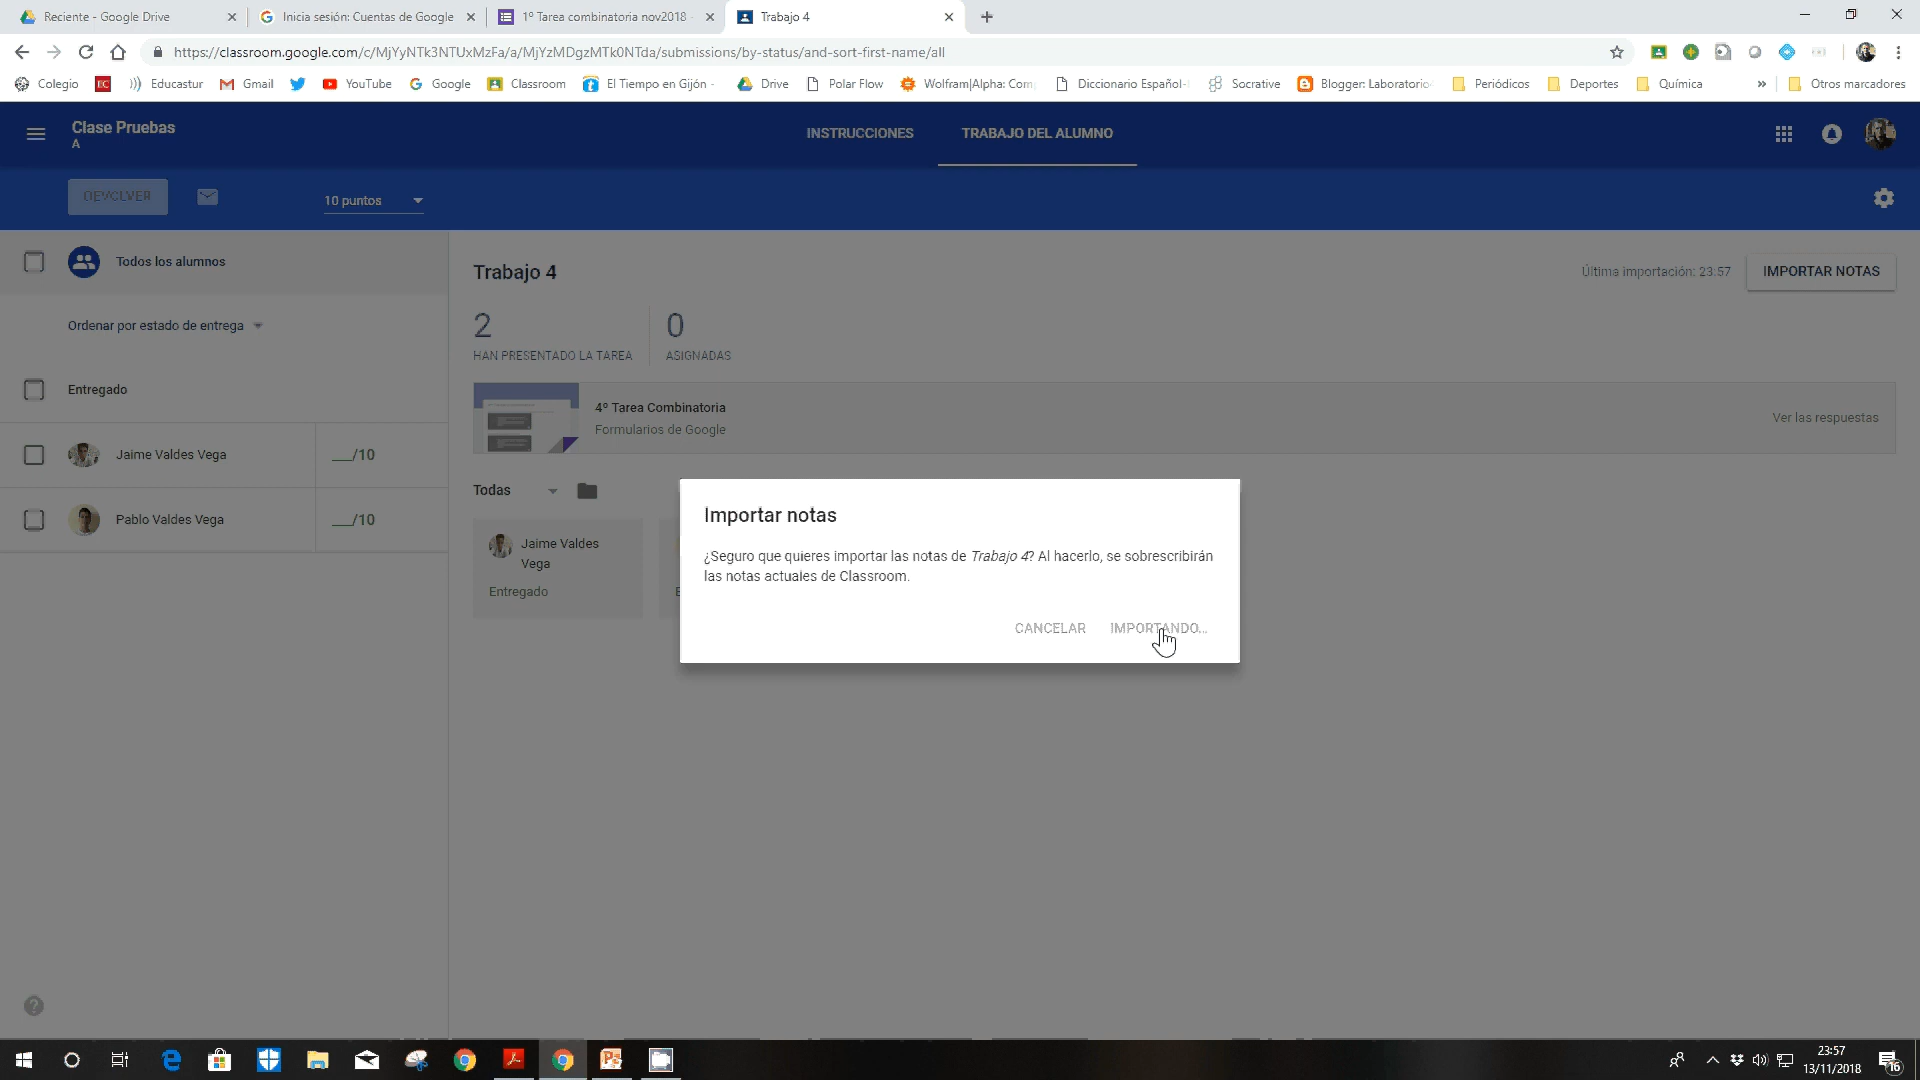 Reciente - Google Drive
Inicia sesión: Cuentas de Google
1º Tarea combinatoria nov2018
Trabajo 4
https://classroom.google.com/c/MjYyNTk3NTUxMzFa/a/MjYzMDgzMTk0NTda/submissions/by-status/and-sort-first-name/all
Colegio
EC
Educastur
Gmail
YouTube
Google
Classroom
El Tiempo en Gijón -
Drive
Polar Flow
Wolfram|Alpha: Com
Diccionario Español-
Socrative
Blogger: Laboratorio
Periódicos
Deportes
Química
»
Otros marcadores
Clase Pruebas
A
INSTRUCCIONES
TRABAJO DEL ALUMNO
DEVOLVER
10 puntos
Todos los alumnos
Ordenar por estado de entrega
Entregado
Jaime Valdes Vega
___/10
Pablo Valdes Vega
___/10
Trabajo 4
Última importación: 23:57
IMPORTAR NOTAS
2
HAN PRESENTADO LA TAREA
0
ASIGNADAS
4º Tarea Combinatoria
Formularios de Google
Ver las respuestas
Todas
Jaime Valdes
Vega
Entregado
Importar notas
¿Seguro que quieres importar las notas de Trabajo 4? Al hacerlo, se sobrescribirán
las notas actuales de Classroom.
CANCELAR
IMPORTANDO...
23:57
13/11/2018
16